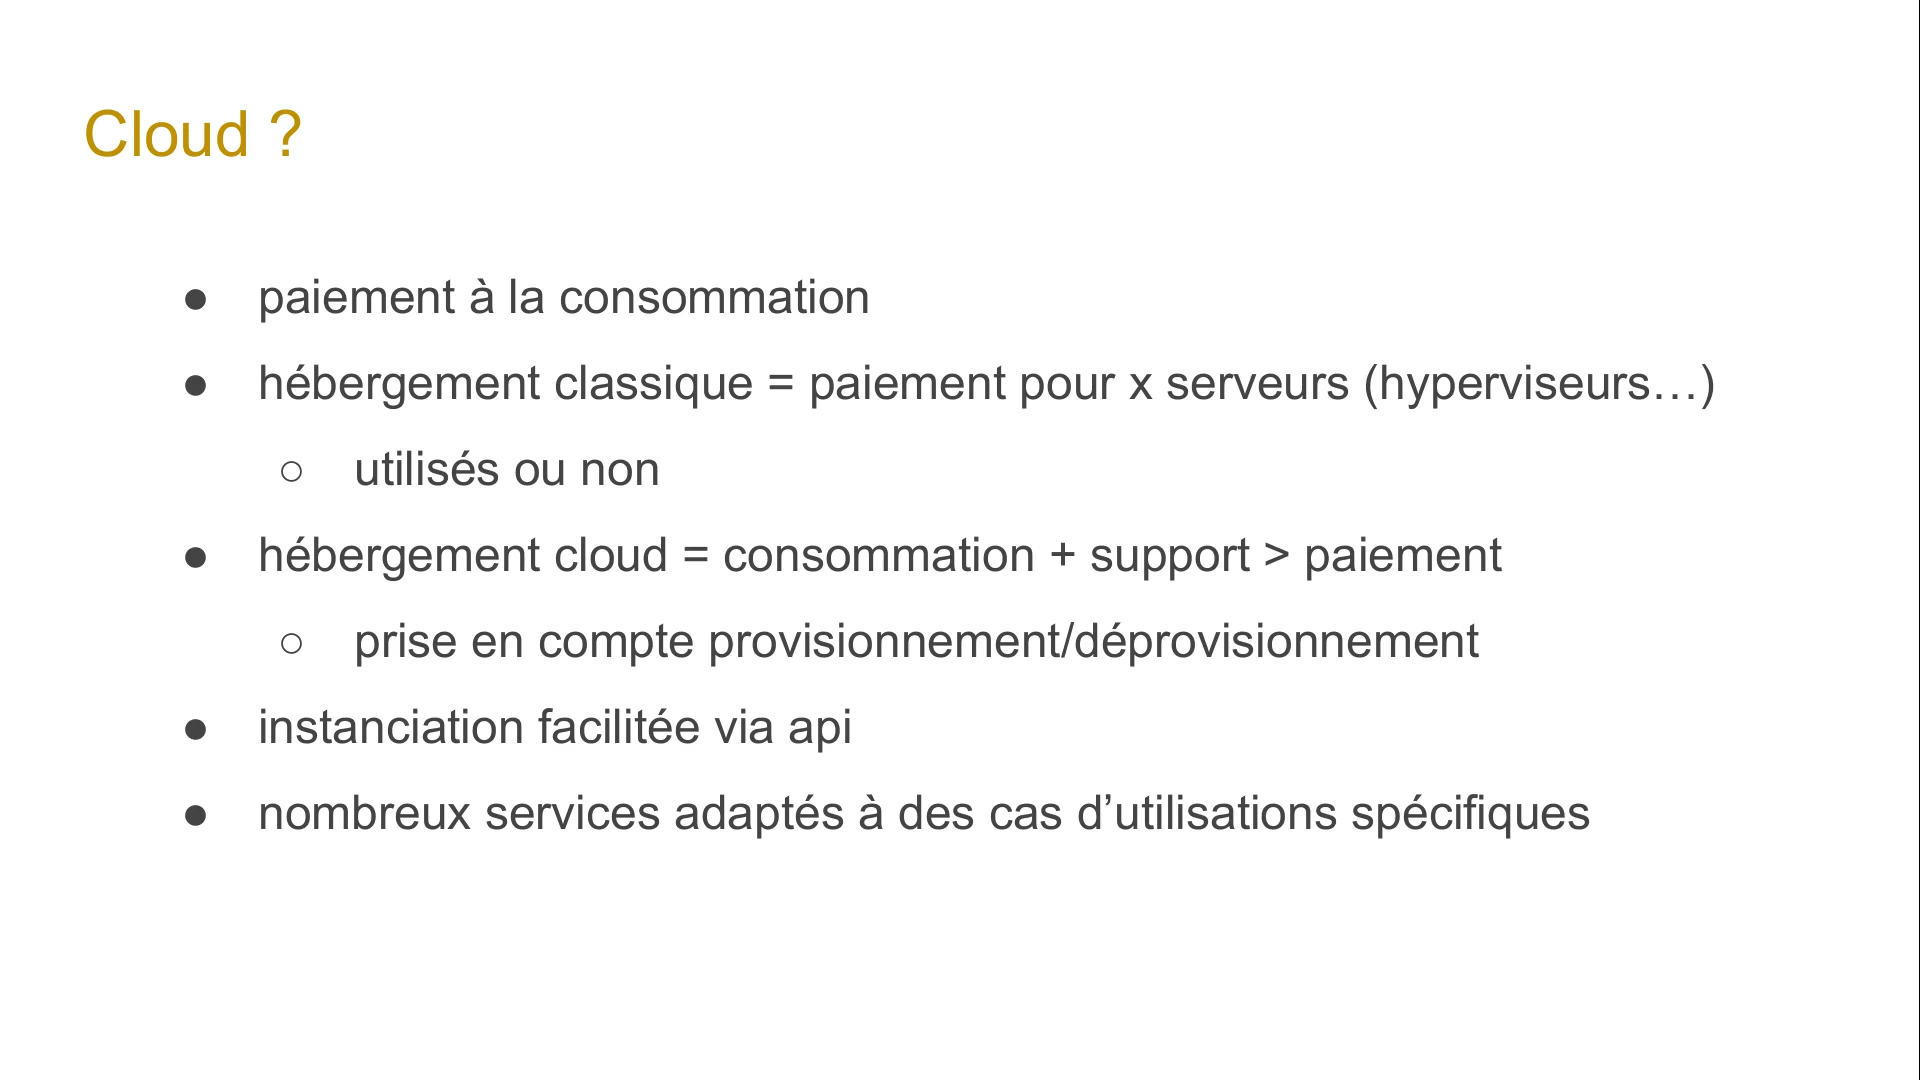 Cloud ?
● paiement à la consommation
● hébergement classique = paiement pour x serveurs (hyperviseurs…)
○ utilisés ou non
● hébergement cloud = consommation + support > paiement
○ prise en compte provisionnement/déprovisionnement
● instanciation facilitée via api
● nombreux services adaptés à des cas d’utilisations spécifiques